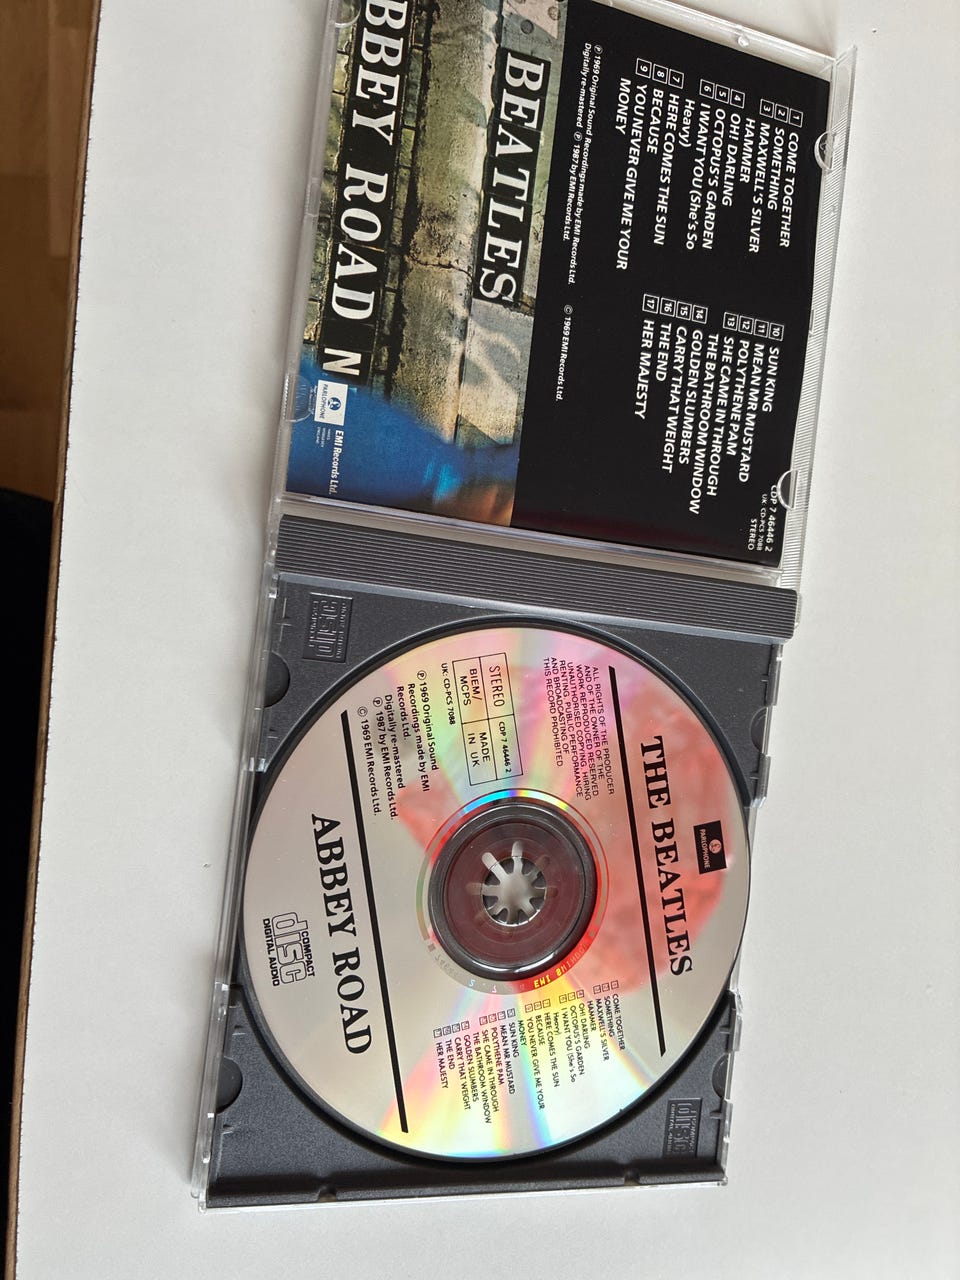 1 COME TOGETHER
2 SOMETHING
3 MAXWELL'S SILVER
HAMMER
4 OH! DARLING
5 OCTOPUS'S GARDEN
6 I WANT YOU (She's So
Heavy)
7 HERE COMES THE SUN
8 BECAUSE
9 YOU NEVER GIVE ME YOUR
MONEY
10 SUN KING
11 MEAN MR MUSTARD
12 POLYTHENE PAM
13 SHE CAME IN THROUGH
THE BATHROOM WINDOW
14 GOLDEN SLUMBERS
15 CARRY THAT WEIGHT
16 THE END
17 HER MAJESTY
CDP 7 46446 2
UK: CD-PCS 7088
STEREO
℗ 1969 Original Sound Recordings made by EMI Records Ltd.
Digitally re-mastered ℗ 1987 by EMI Records Ltd.
© 1969 EMI Records Ltd.
BEATLES
BBEY ROAD N
PARLOPHONE
EMI Records Ltd.
COMPACT
disc
PARLOPHONE
THE BEATLES
ALL RIGHTS OF THE PRODUCER
AND OF THE OWNER OF THE
WORK REPRODUCED RESERVED.
UNAUTHORISED COPYING, HIRING,
RENTING, PUBLIC PERFORMANCE
AND BROADCASTING OF
THIS RECORD PROHIBITED
STEREO CDP 7 46446 2
BIEM/ MCPS MADE IN UK
UK: CD-PCS 7088
℗ 1969 Original Sound
Recordings made by EMI
Records Ltd.
Digitally re-mastered
℗ 1987 by EMI Records Ltd.
© 1969 EMI Records Ltd.
COME TOGETHER
SOMETHING
MAXWELL'S SILVER
HAMMER
OH! DARLING
OCTOPUS'S GARDEN
I WANT YOU (She's So
Heavy)
HERE COMES THE SUN
BECAUSE
YOU NEVER GIVE ME YOUR
MONEY
SUN KING
MEAN MR MUSTARD
POLYTHENE PAM
SHE CAME IN THROUGH
THE BATHROOM WINDOW
GOLDEN SLUMBERS
CARRY THAT WEIGHT
THE END
HER MAJESTY
ABBEY ROAD
COMPACT
disc
DIGITAL AUDIO
EMI SWINDON
COMPACT
disc
DIGITAL AUDIO